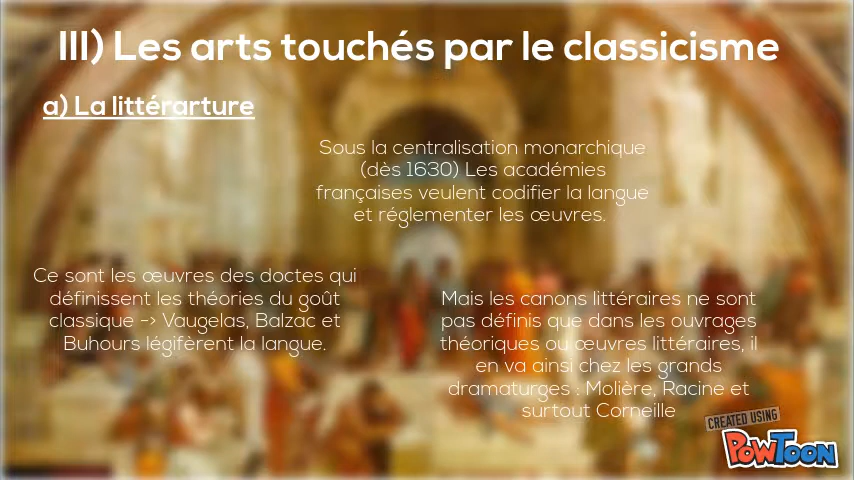 III) Les arts touchés par le classicisme
a) La littérarture
Sous la centralisation monarchique
(dès 1630) Les académies
françaises veulent codifier la langue
et réglementer les œuvres.
Ce sont les œuvres des doctes qui
définissent les théories du goût
classique -> Vaugelas, Balzac et
Buhours légifèrent la langue.
Mais les canons littéraires ne sont
pas définis que dans les ouvrages
théoriques ou œuvres littéraires, il
en va ainsi chez les grands
dramaturges : Molière, Racine et
surtout Corneille
CREATED USING
POWTOON